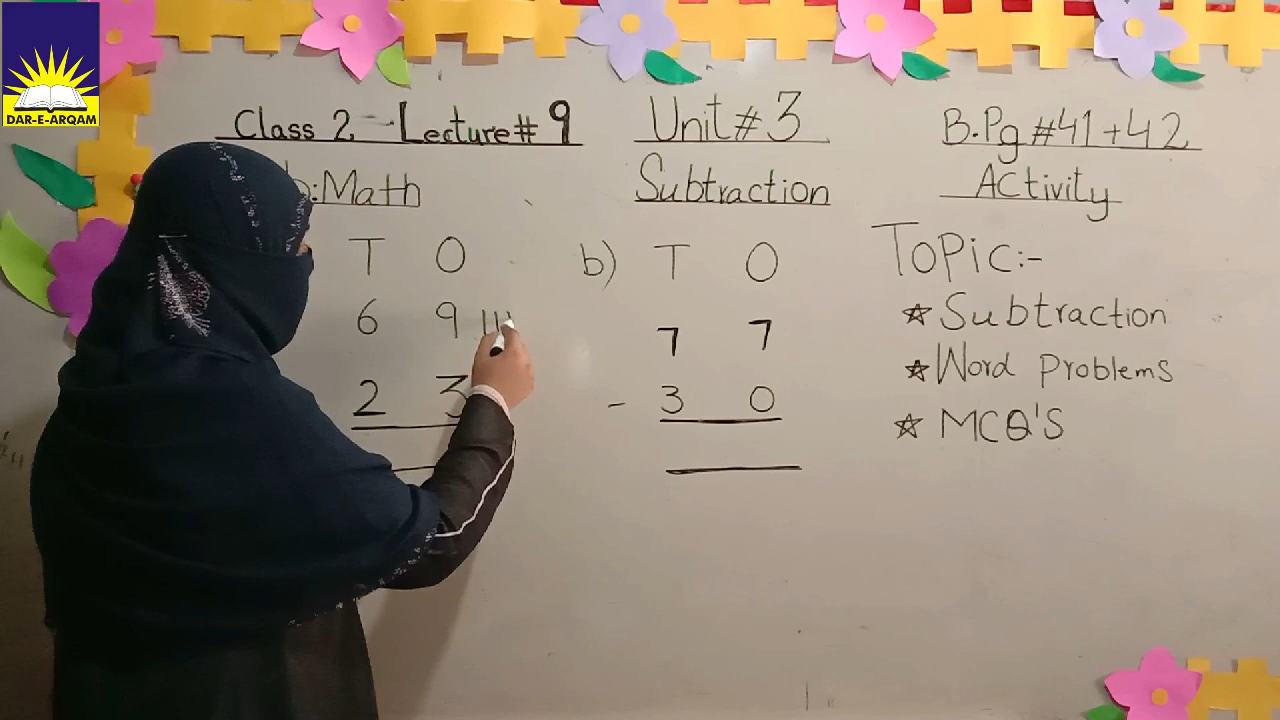 DAR-E-ARQAM
Class 2 - Lecture # 9
Unit # 3
B.Pg #41+42
:Math
Subtraction
Activity
T O
6 9
2 3
b) T O
7 7
- 3 0
Topic:-
☆ Subtraction
☆ Word Problems
☆ MCQ'S